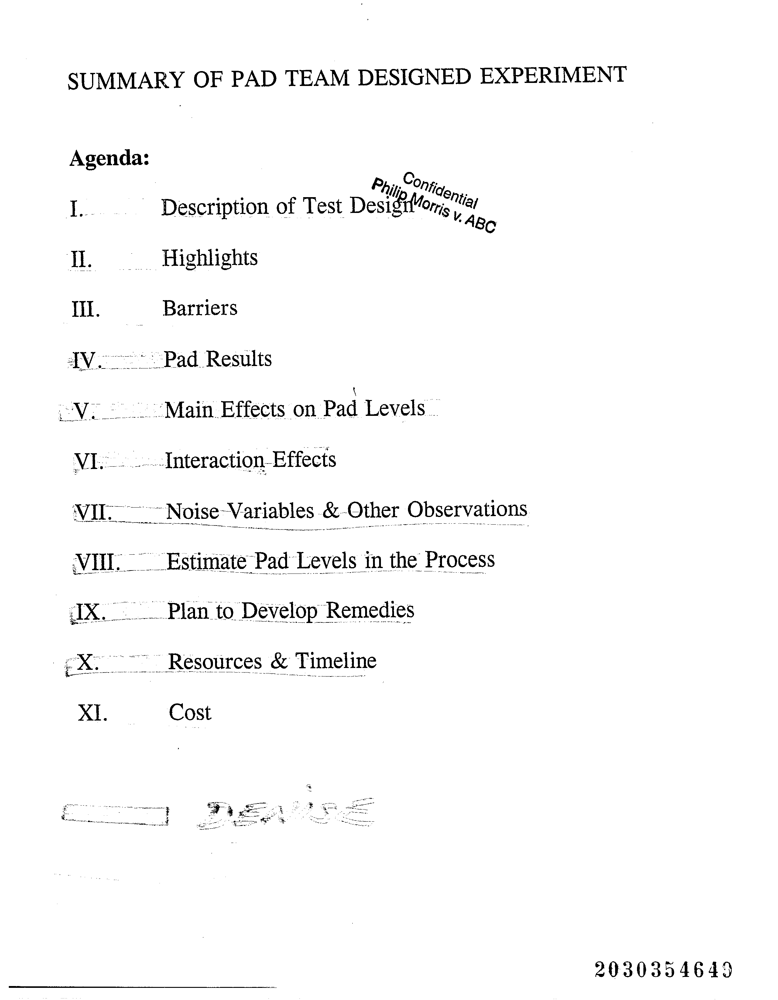 SUMMARY OF PAD TEAM DESIGNED EXPERIMENT
Agenda:
Confidential
Philip Morris v. ABC
I. Description of Test Design
II. Highlights
III. Barriers
IV. Pad Results
V. Main Effects on Pad Levels
VI. Interaction Effects
VII. Noise Variables & Other Observations
VIII. Estimate Pad Levels in the Process
IX. Plan to Develop Remedies
X. Resources & Timeline
XI. Cost
DENISE
2030354649